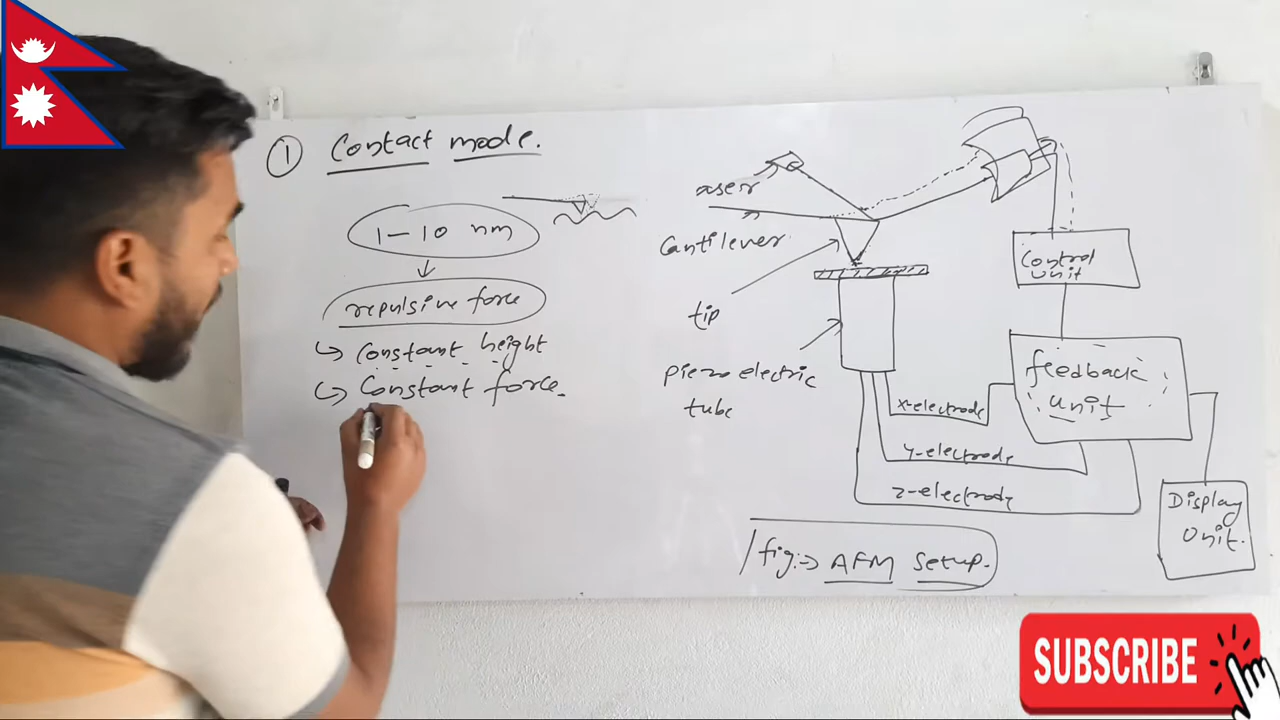 ① Contact mode.
1-10 nm
repulsive force
↳ Constant height
↳ Constant force.
Laser
Cantilever
tip
piezo electric
tube
Control
unit
feedback
unit
x-electrode
y-electrode
z-electrode
Display
Unit.
fig:-> AFM Setup.
SUBSCRIBE